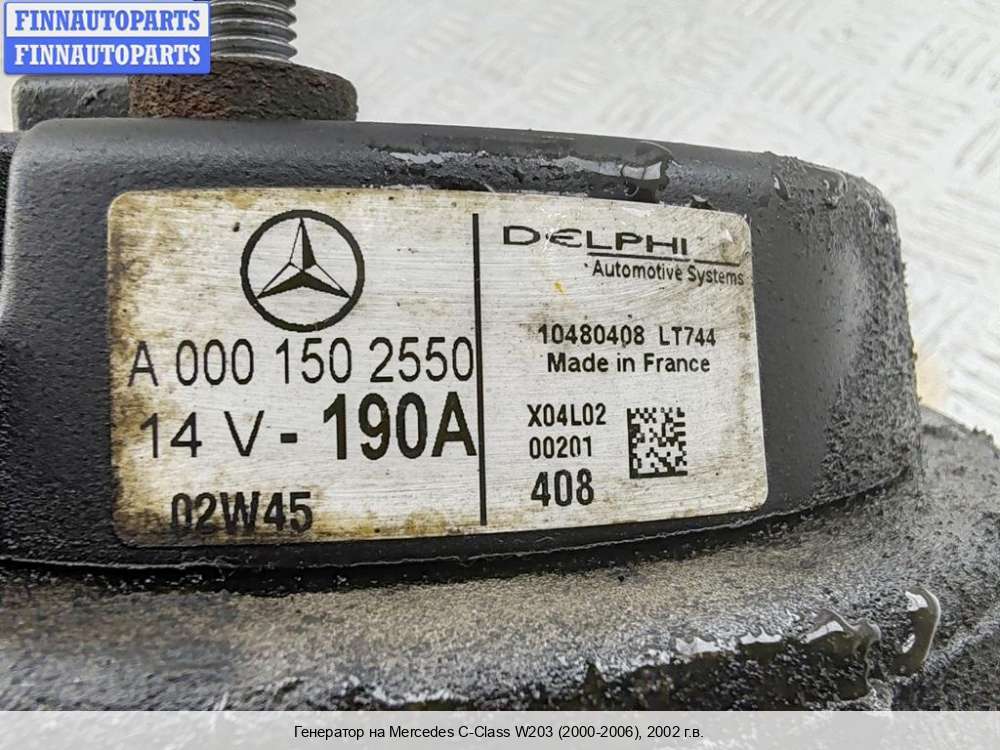 FINNAUTOPARTS
FINNAUTOPARTS
DELPHI
Automotive Systems
A 000 150 2550
14 V - 190A
02W45
10480408 LT744
Made in France
X04L02
00201
408
Генератор на Mercedes C-Class W203 (2000-2006), 2002 г.в.